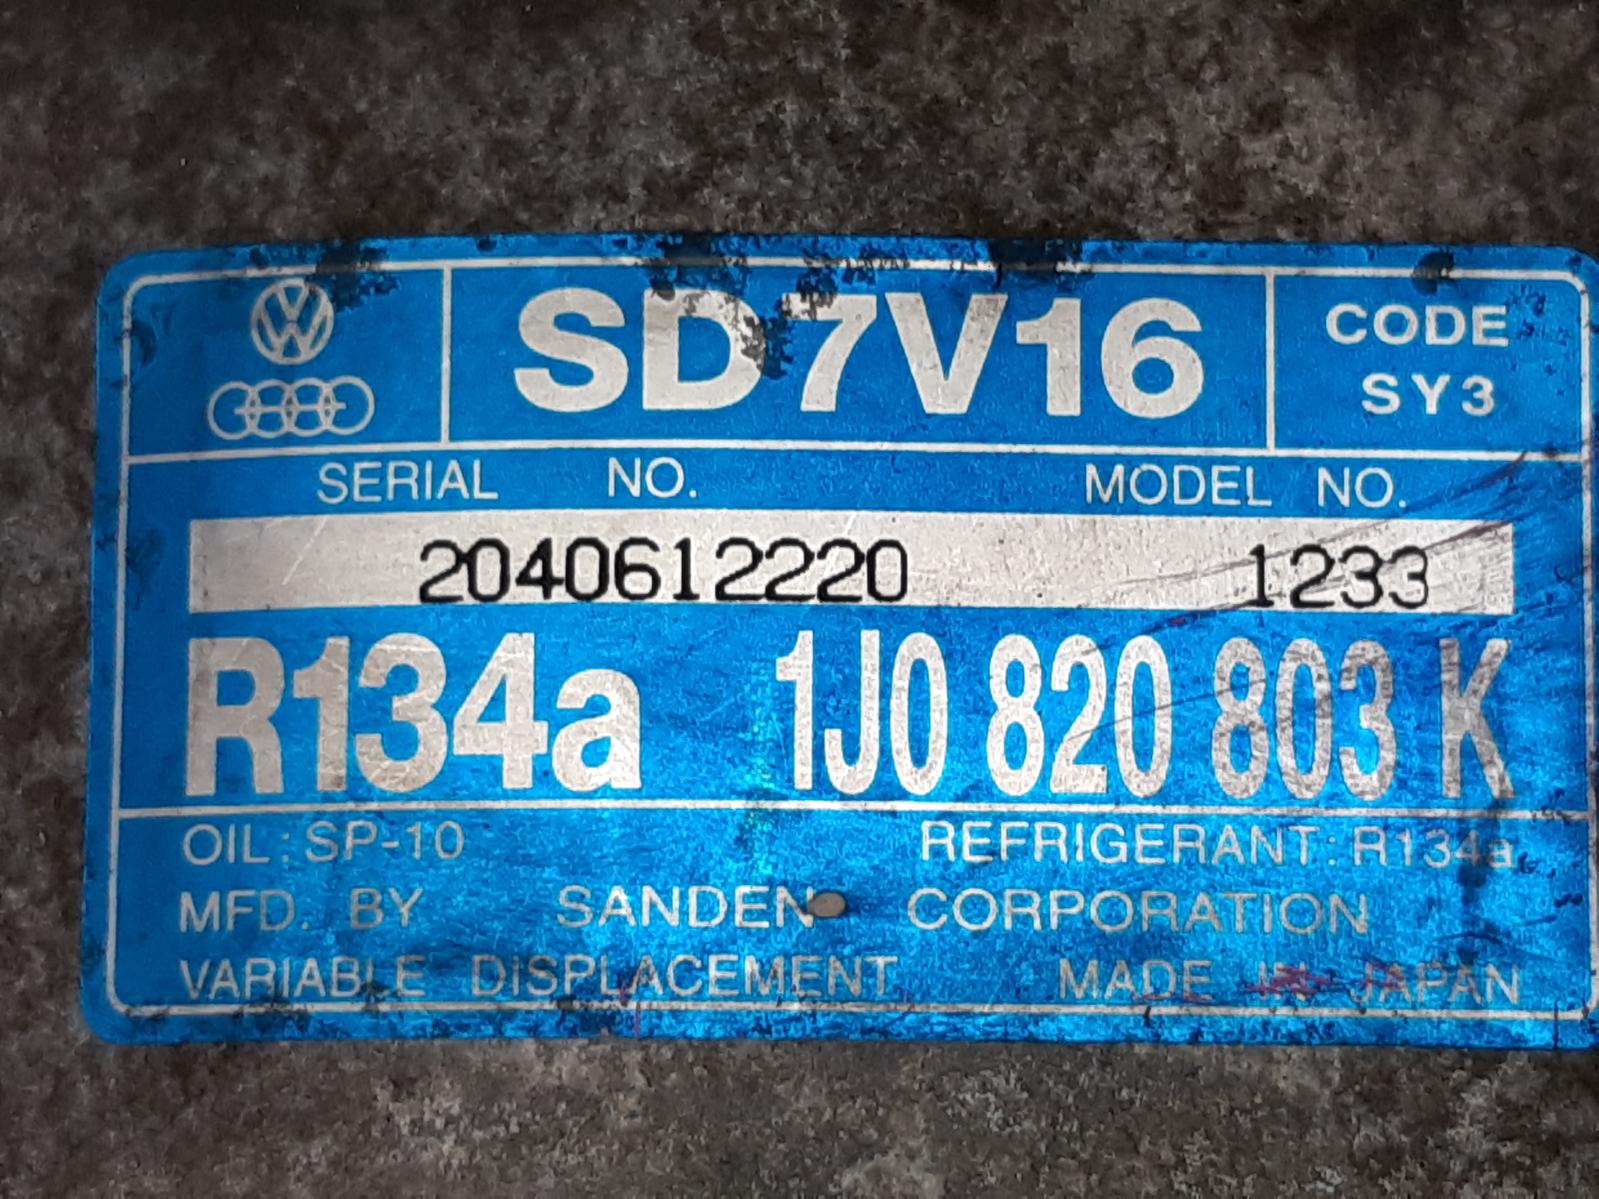 SD7V16
CODE
SY3
SERIAL NO. MODEL NO.
2040612220 1233
R134a 1J0 820 803 K
OIL: SP-10 REFRIGERANT: R134a
MFD. BY SANDEN CORPORATION
VARIABLE DISPLACEMENT MADE IN JAPAN